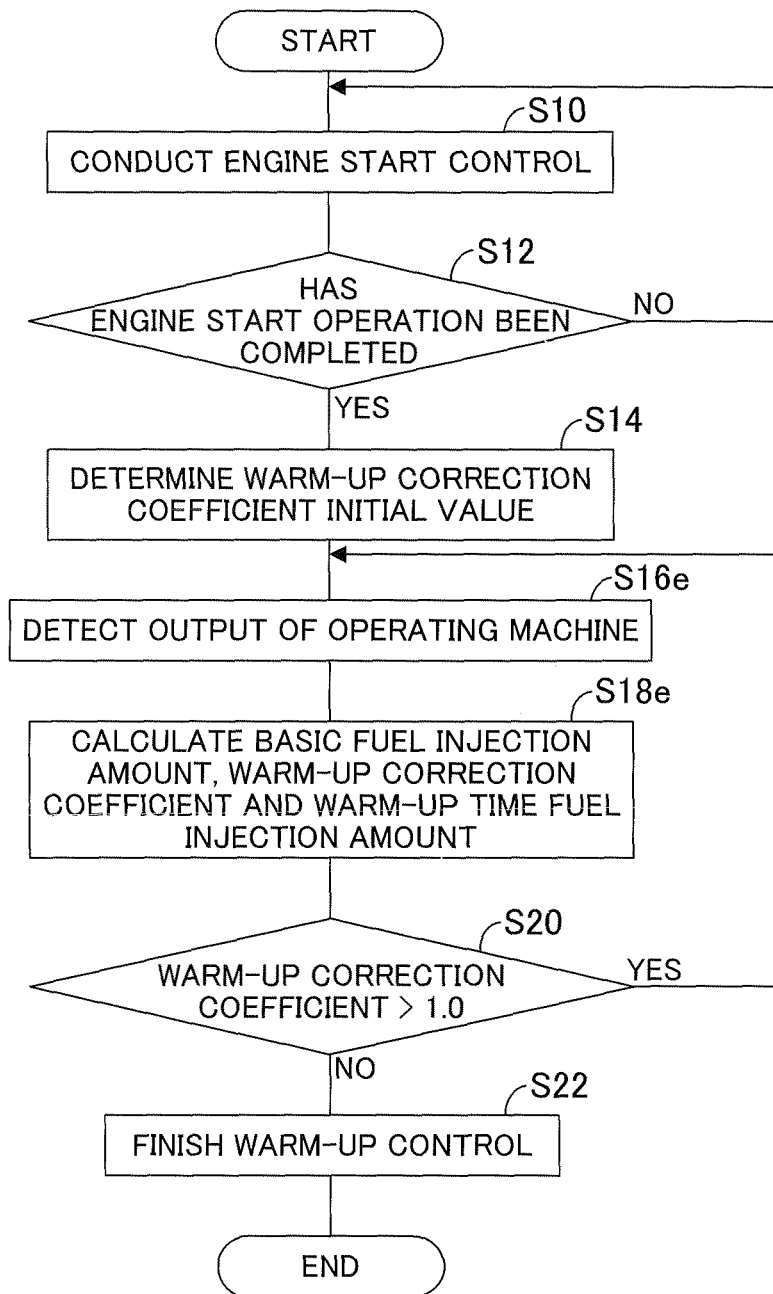 START
S10
CONDUCT ENGINE START CONTROL
S12
HAS
ENGINE START OPERATION BEEN
COMPLETED
NO
YES
S14
DETERMINE WARM-UP CORRECTION
COEFFICIENT INITIAL VALUE
S16e
DETECT OUTPUT OF OPERATING MACHINE
S18e
CALCULATE BASIC FUEL INJECTION
AMOUNT, WARM-UP CORRECTION
COEFFICIENT AND WARM-UP TIME FUEL
INJECTION AMOUNT
S20
WARM-UP CORRECTION
COEFFICIENT > 1.0
YES
NO
S22
FINISH WARM-UP CONTROL
END